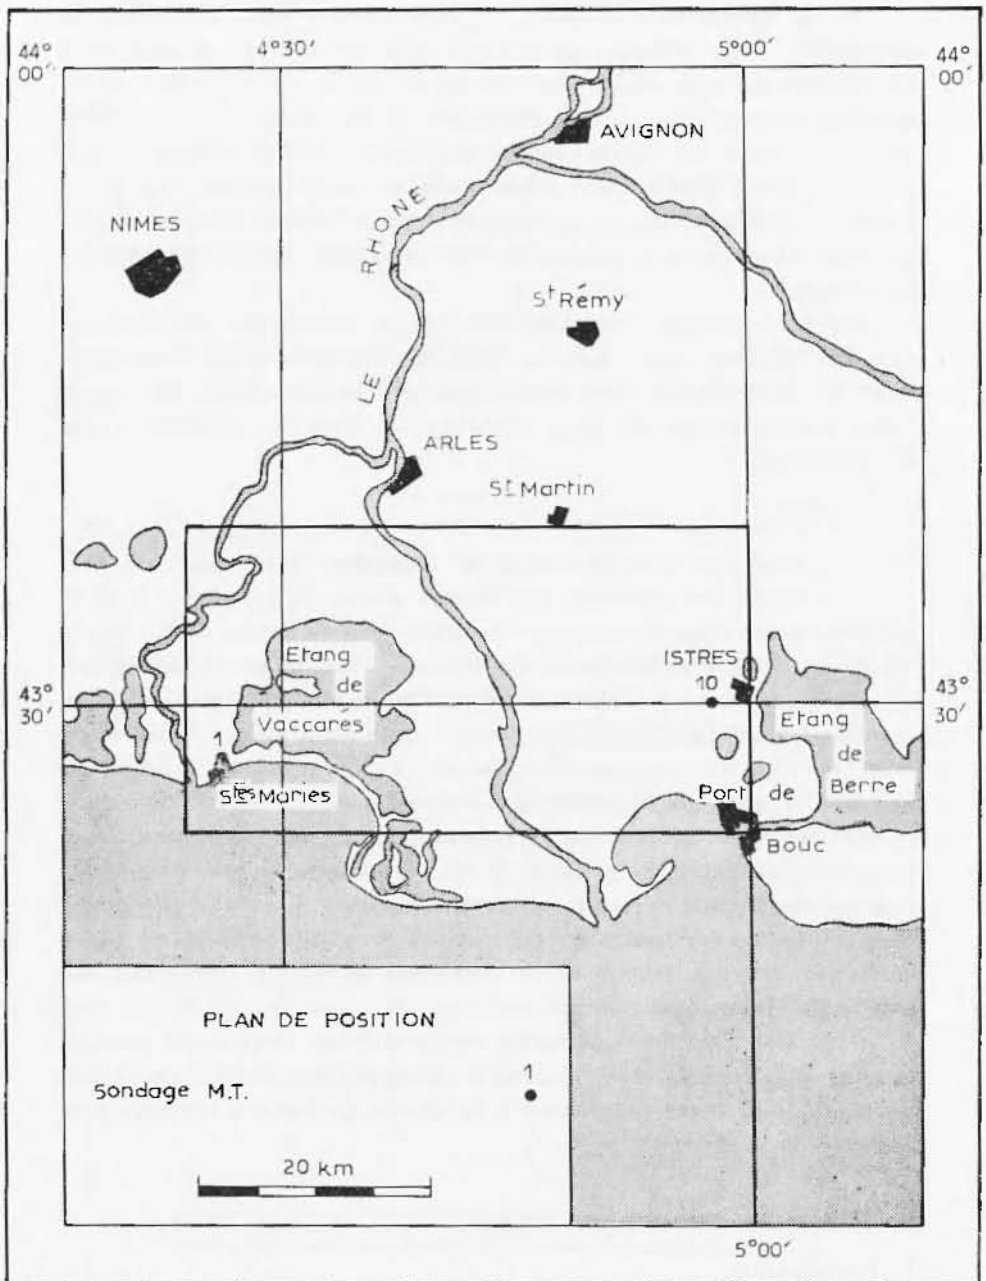 44°
00′
4°30′
5°00′
44°
00′
AVIGNON
LE RHONE
NIMES
St Rémy
ARLES
St Martin
Etang
de
Vaccarés
1
Stes Maries
ISTRES
10
43°
30′
43°
30′
Etang
de
Berre
Port de
Bouc
PLAN DE POSITION
Sondage M.T.
1
20 km
5°00′